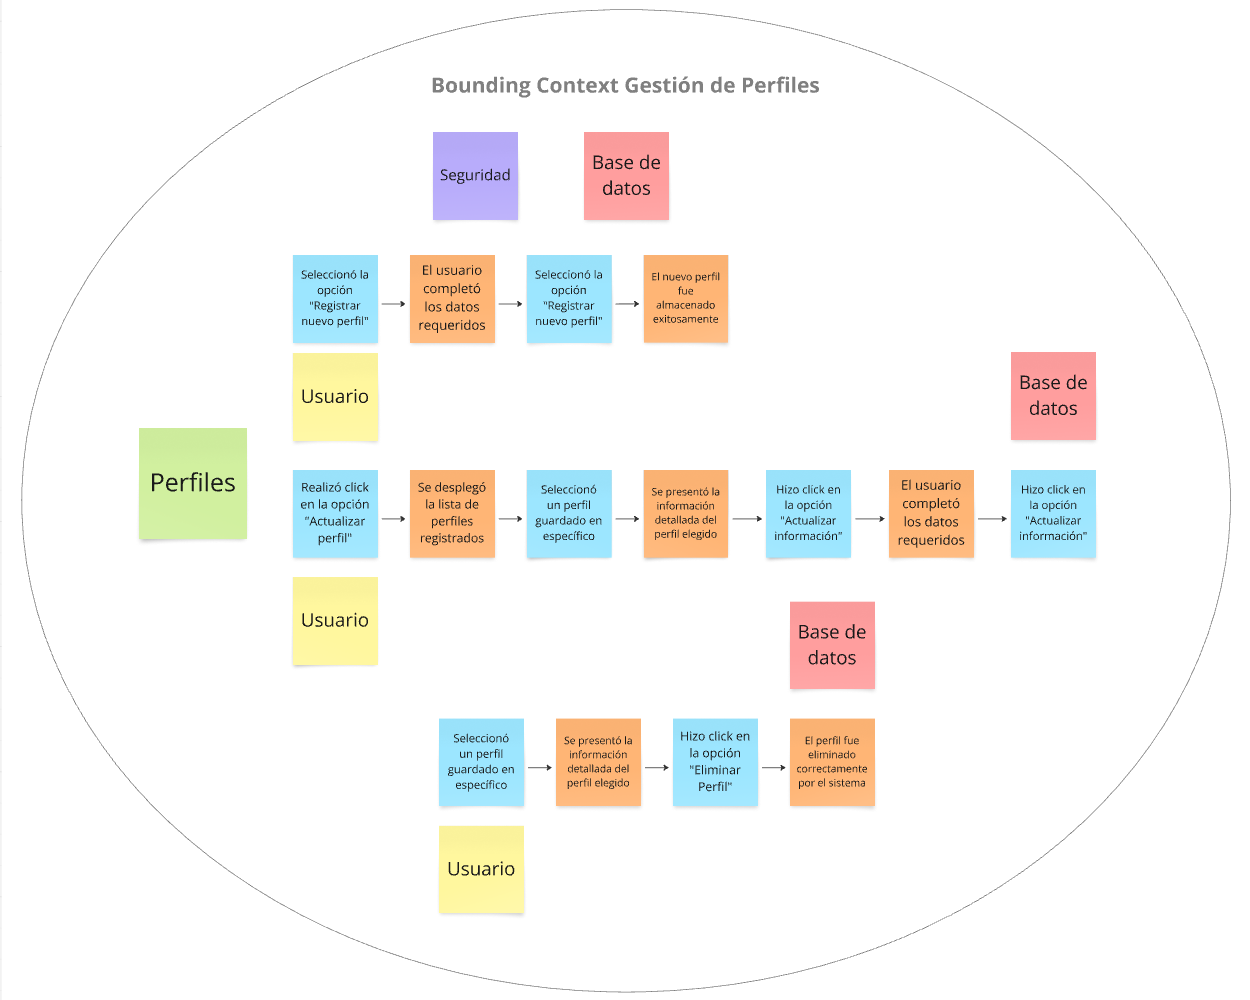 Bounding Context Gestión de Perfiles
Seguridad
Base de
datos
Seleccionó la
opción
"Registrar
nuevo perfil"
El usuario
completó
los datos
requeridos
Seleccionó la
opción
"Registrar
nuevo perfil"
El nuevo perfil
fue
almacenado
exitosamente
Usuario
Base de
datos
Perfiles
Realizó click
en la opción
"Actualizar
perfil"
Se desplegó
la lista de
perfiles
registrados
Seleccionó
un perfil
guardado en
específico
Se presentó la
información
detallada del
perfil elegido
Hizo click en
la opción
"Actualizar
información"
El usuario
completó
los datos
requeridos
Hizo click en
la opción
"Actualizar
información"
Usuario
Base de
datos
Seleccionó
un perfil
guardado en
específico
Se presentó la
información
detallada del
perfil elegido
Hizo click en
la opción
"Eliminar
Perfil"
El perfil fue
eliminado
correctamente
por el sistema
Usuario